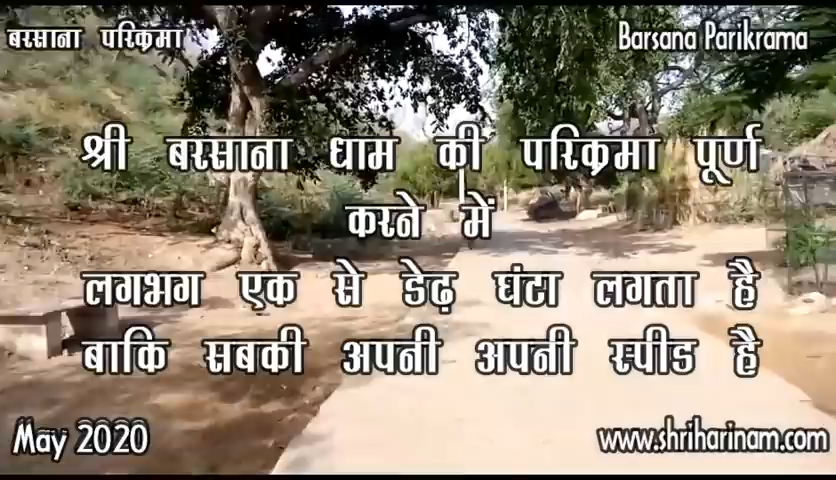 बरसाना परिक्रमा
Barsana Parikrama
श्री बरसाना धाम की परिक्रमा पूर्ण
करने में
लगभग एक से डेढ़ घंटा लगता है
बाकि सबकी अपनी अपनी स्पीड है
May 2020
www.shriharinam.com